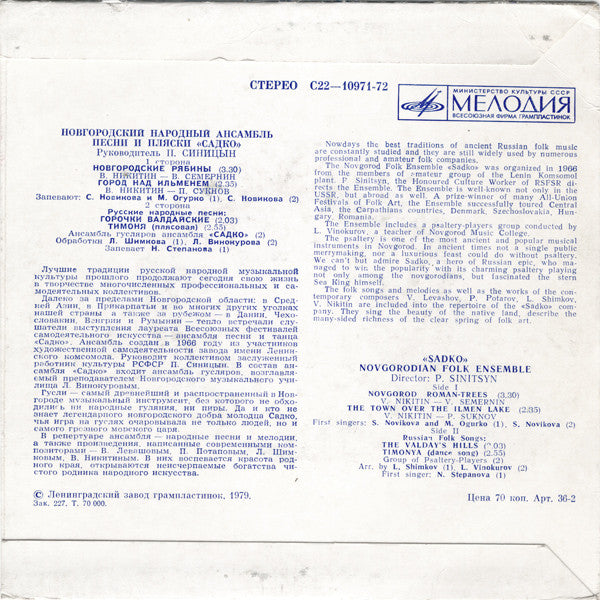 СТЕРЕО С22—10971-72
МИНИСТЕРСТВО КУЛЬТУРЫ СССР
МЕЛОДИЯ
ВСЕСОЮЗНАЯ ФИРМА ГРАМПЛАСТИНОК
НОВГОРОДСКИЙ НАРОДНЫЙ АНСАМБЛЬ
ПЕСНИ И ПЛЯСКИ «САДКО»
Руководитель П. СИНИЦЫН
1 сторона
НОВГОРОДСКИЕ РЯБИНЫ (3.30)
В. НИКИТИН — В. СЕМЕРНИН
ГОРОД НАД ИЛЬМЕНЕМ (2.35)
В. НИКИТИН — П. СУКНОВ
Запевают: С. Новикова и М. Огурко (1), С. Новикова (2)
2 сторона
Русские народные песни:
ГОРОЧКИ ВАЛДАЙСКИЕ (2.03)
ТИМОНЯ (плясовая) (2.55)
Ансамбль гусляров ансамбля «САДКО» (2)
Обработки Л. Шимкова (1), Л. Винокурова (2)
Запевает Н. Степанова (1)
Лучшие традиции русской народной музыкальной
культуры прошлого продолжают сегодня свою жизнь
в творчестве многочисленных профессиональных и са-
модеятельных коллективов.
Далеко за пределами Новгородской области: в Сред-
ней Азии, в Прикарпатье и во многих других уголках
нашей страны а также за рубежом — в Дании, Чехо-
словакии, Венгрии и Румынии — тепло встречали слу-
шатели выступления лауреата Всесоюзных фестивалей
самодеятельного искусства — ансамбля песни и танца
«Садко». Ансамбль создан в 1966 году из участников
художественной самодеятельности завода имени Ленин-
ского комсомола. Руководит коллективом заслуженный
работник культуры РСФСР П. Синицын. В состав ан-
самбля «Садко» входит ансамбль гусляров, возглавля-
емый преподавателем Новгородского музыкального учи-
лища Л. Винокуровым.
Гусли — самый древнейший и распространенный в Нов-
городе музыкальный инструмент, без которого не обхо-
дились ни народные гуляния, ни пиры. Да и кто не
знает легендарного новгородского добра молодца Садко,
чья игра на гуслях очаровывала не только людей, но и
самого грозного морского царя.
В репертуаре ансамбля — народные песни и мелодии,
а также произведения, написанные современными ком-
позиторами — В. Левашовым, П. Потаповым, Л. Шим-
ковым, В. Никитиным. В них воспевается красота род-
ного края, открываются неисчерпаемые богатства чи-
стого родника народного искусства.
© Ленинградский завод грампластинок, 1979.
Зак. 227. Т. 70 000.
Nowdays the best traditions of ancient Russian folk music
are constantly studied and they are still widely used by numerous
professional and amateur folk companies.
The Novgorod Folk Ensemble «Sadko» was organized in 1966
from the members of amateur group of the Lenin Komsomol
plant. P. Sinitsyn, the Honoured Culture Worker of RSFSR di-
rects the Ensemble. The Ensemble is well-known not only in the
USSR, but abroad as well. A prize-winner of many All-Union
Festivals of Folk Art, the Ensemble successfully toured Central
Asia, the Carpathians countries, Denmark, Szechoslovakia, Hun-
gary, Romania.
The Ensemble includes a psaltery-players group conducted by
L. Vinokurov, a teacher of Novgorod Music College.
The psaltery is one of the most ancient and popular musical
instruments in Novgorod. In ancient times not a single public
merrymaking, nor a luxurious feast could do without psaltery.
We can't but admire Sadko, a hero of Russian epic, who ma-
naged to win the popularity with its charming psaltery playing
not only among the novgorodians, but fascinated the stern
Sea King himself.
The folk songs and melodies as well as the works of the con-
temporary composers V. Levashov, P. Potarov, L. Shimkov,
V. Nikitin are intered into the repertoire of the «Sadko» com-
pany. They sing the beauty of the native land, describe the
many-sided richness of the clear spring of folk art.
«SADKO»
NOVGORODIAN FOLK ENSEMBLE
Director: P. SINITSYN
Side I
NOVGOROD ROMAN-TREES (3.30)
V. NIKITIN — V. SEMERNIN
THE TOWN OVER THE ILMEN LAKE (2.35)
V. NIKITIN — P. SUKNOV
First singers: S. Novikova and M. Ogurko (1), S. Novikova (2)
Side II
Russian Folk Songs:
THE VALDAY'S HILLS (2.03)
TIMONYA (dance song) (2.55)
Group of Psaltery-Players (2)
Arr. by L. Shimkov (1), L. Vinokurov (2)
First singer: N. Stepanova (1)
Цена 70 коп. Арт. 36-2